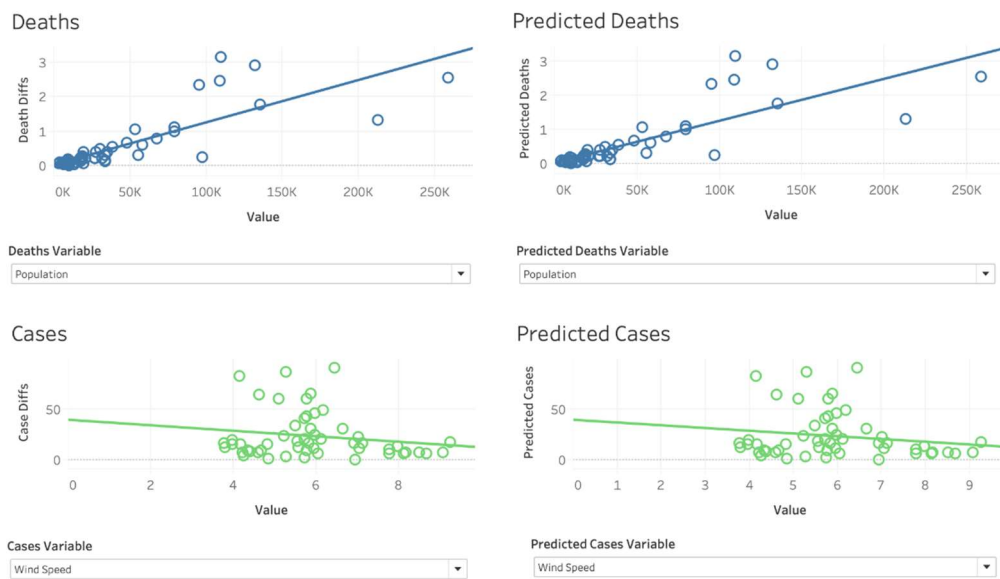 Deaths
Death Diffs
3
2
1
0
0K 50K 100K 150K 200K 250K
Value
Deaths Variable
Population
Predicted Deaths
Predicted Deaths
3
2
1
0
0K 50K 100K 150K 200K 250K
Value
Predicted Deaths Variable
Population
Cases
Case Diffs
50
0
0 2 4 6 8
Value
Cases Variable
Wind Speed
Predicted Cases
Predicted Cases
50
0
0 1 2 3 4 5 6 7 8 9
Value
Predicted Cases Variable
Wind Speed